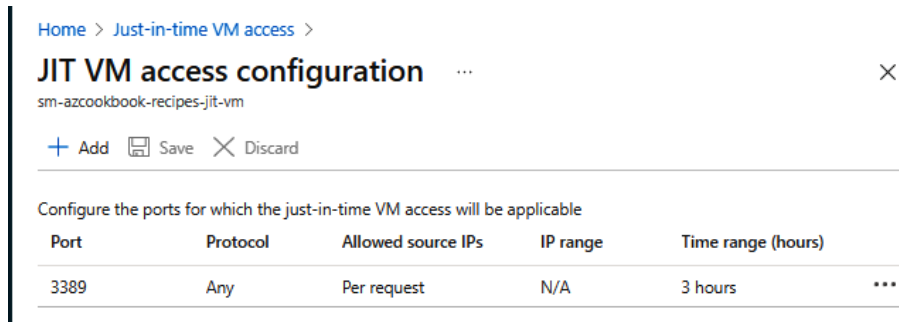 Home > Just-in-time VM access >
JIT VM access configuration ...
sm-azcookbook-recipes-jit-vm
+ Add Save Discard
Configure the ports for which the just-in-time VM access will be applicable
Port Protocol Allowed source IPs IP range Time range (hours)
3389 Any Per request N/A 3 hours ...